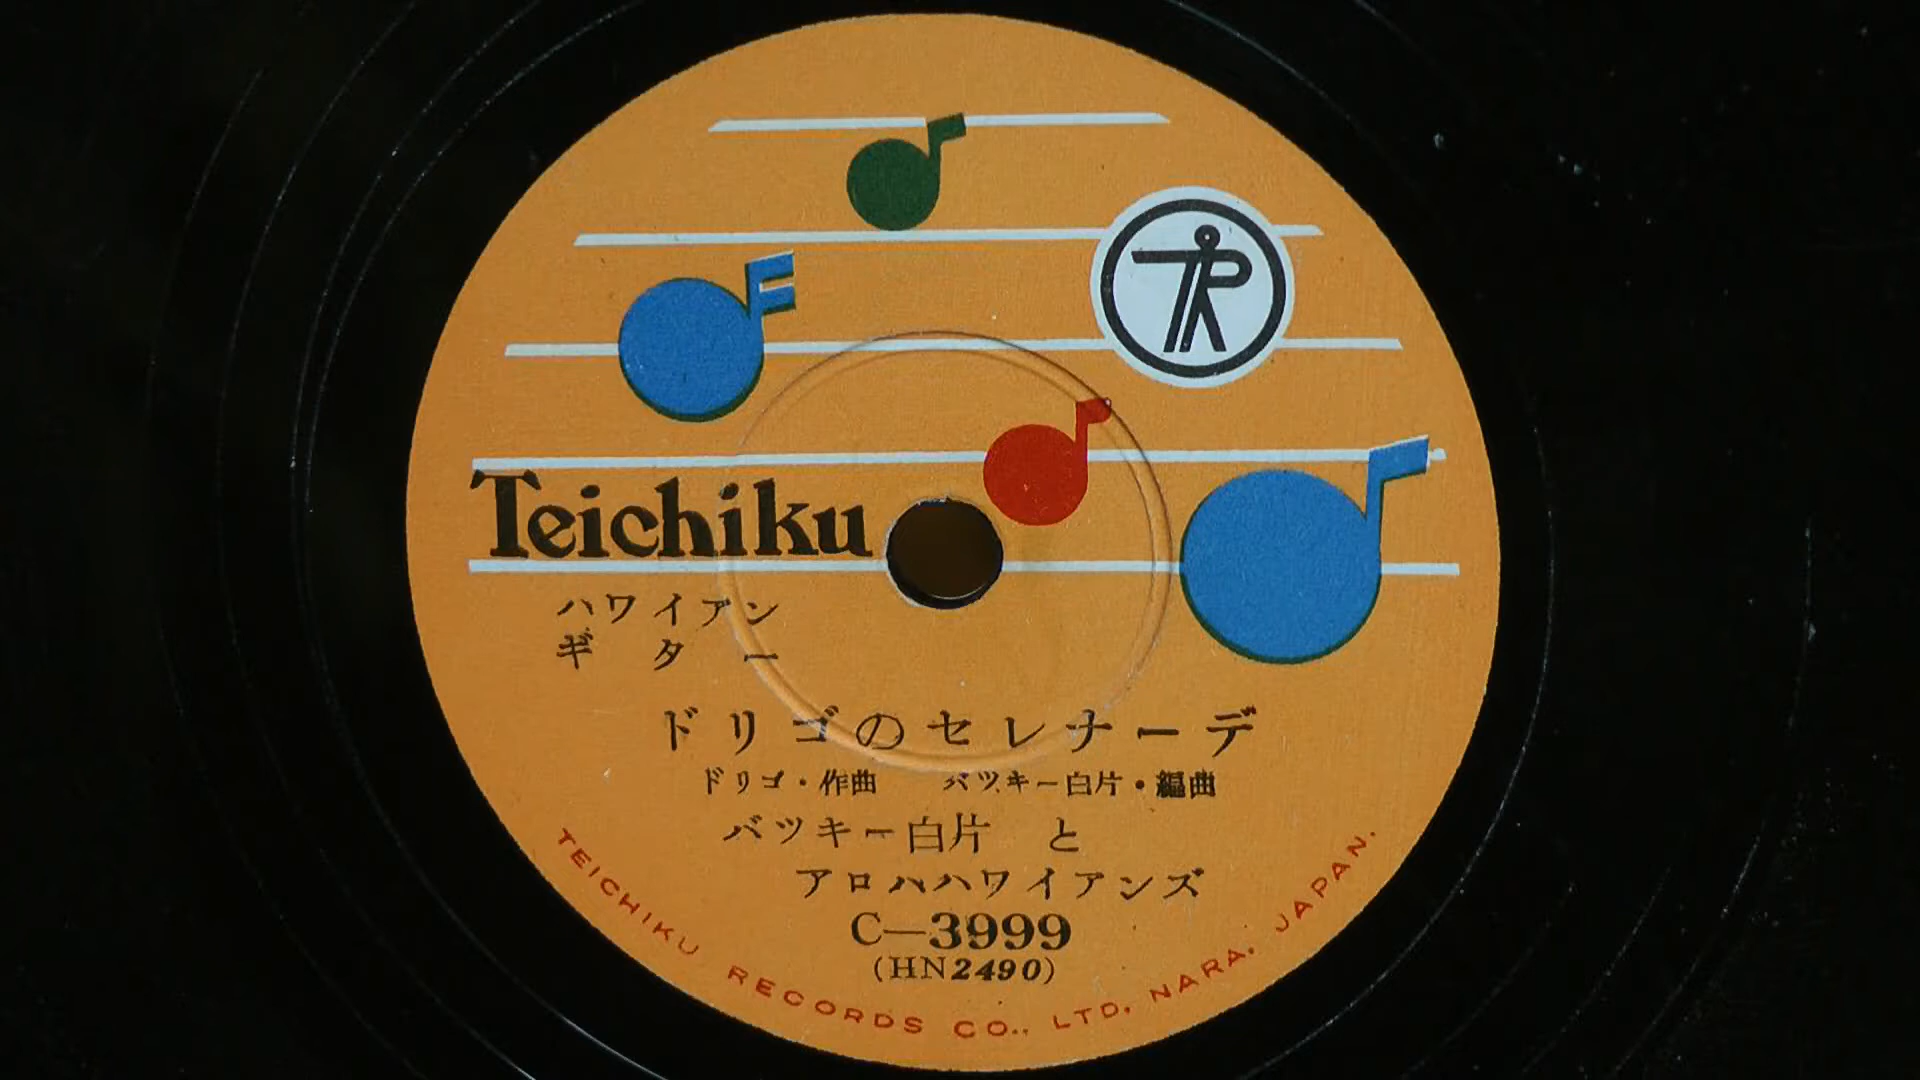 Teichiku
ハワイアン
ギター
ドリゴのセレナーデ
ドリゴ・作曲　バツキー白片・編曲
バツキー白片　と
アロハハワイアンズ
C—3999
(HN2490)
TEICHIKU RECORDS CO., LTD. NARA. JAPAN.